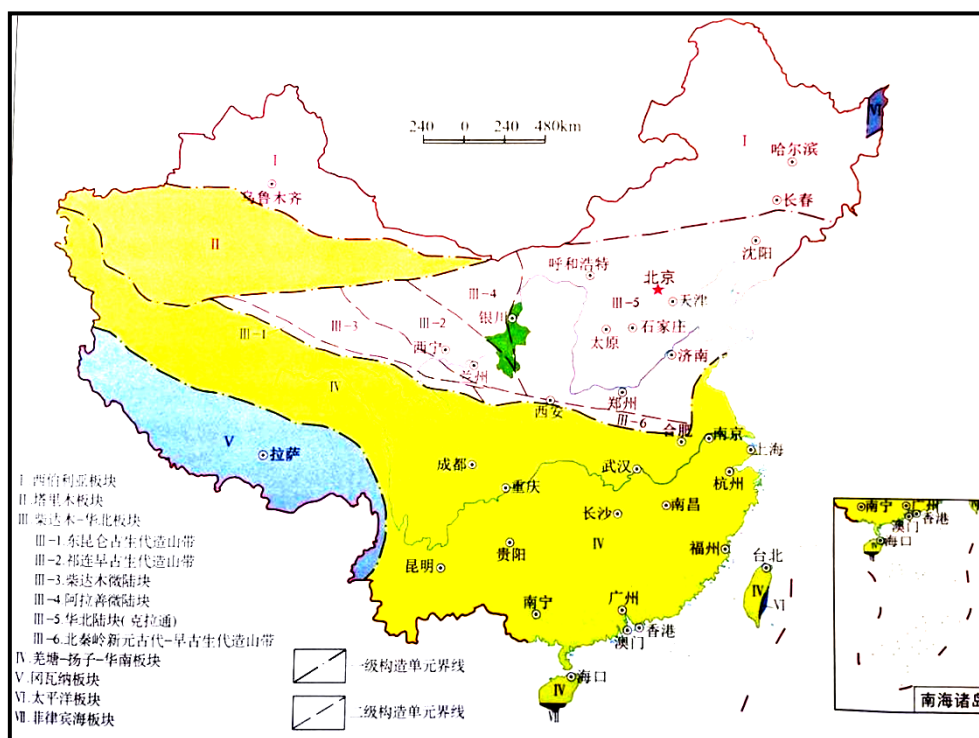 240 0 240 480km
VI
I
哈尔滨
I
乌鲁木齐
长春
沈阳
II
呼和浩特
北京
III-4
III-5
天津
银川
III-1
III-3
III-2
石家庄
太原
西宁
济南
兰州
IV
郑州
西安
III-6
合肥
南京
上海
V
拉萨
成都
武汉
重庆
杭州
长沙
南昌
IV
贵阳
福州
昆明
台北
IV
VI
南宁
广州
香港
澳门
海口
IV
VII
I 西伯利亚板块
II 塔里木板块
III 柴达木-华北板块
III-1.东昆仑古生代造山带
III-2.祁连早古生代造山带
III-3.柴达木微陆块
III-4 阿拉善微陆块
III-5 华北陆块(克拉通)
III-6.北秦岭新元古代-早古生代造山带
IV.羌塘-扬子-华南板块
V.冈瓦纳板块
VI.太平洋板块
VII.菲律宾海板块
一级构造单元界线
二级构造单元界线
南宁
广州
香港
澳门
海口
南海诸岛